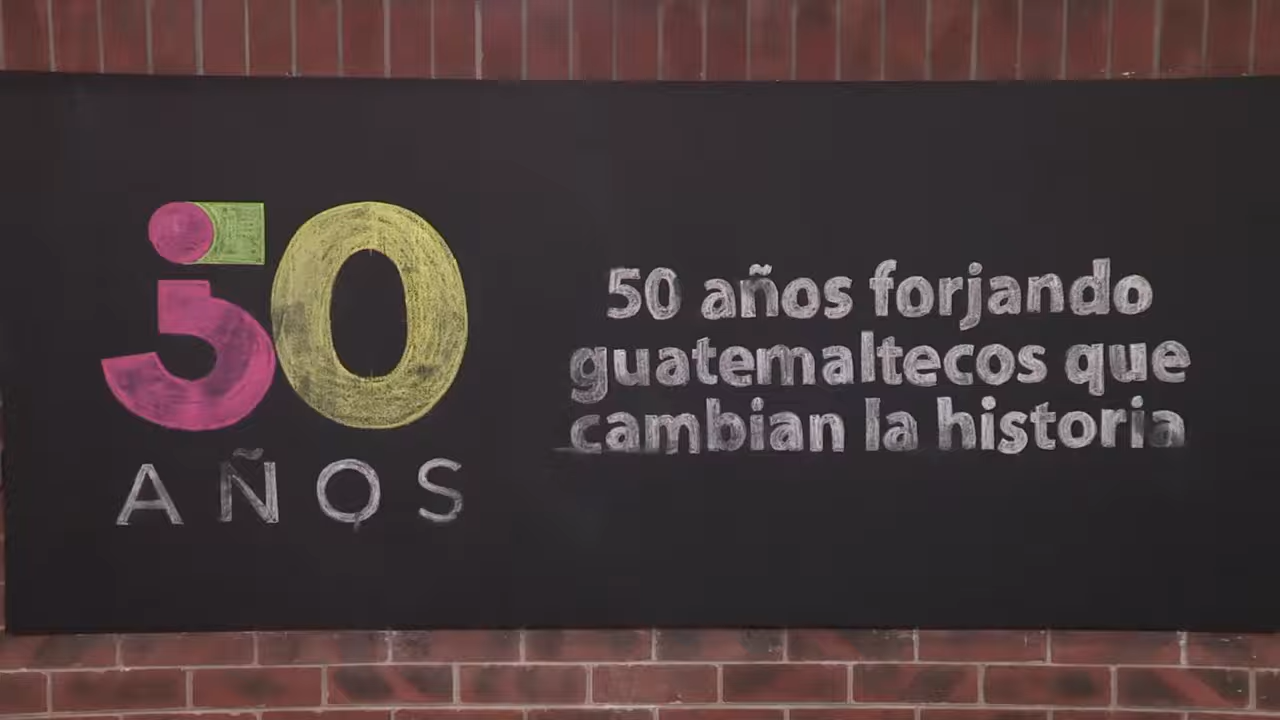 50
AÑOS
50 años forjando
guatemaltecos que
cambian la historia